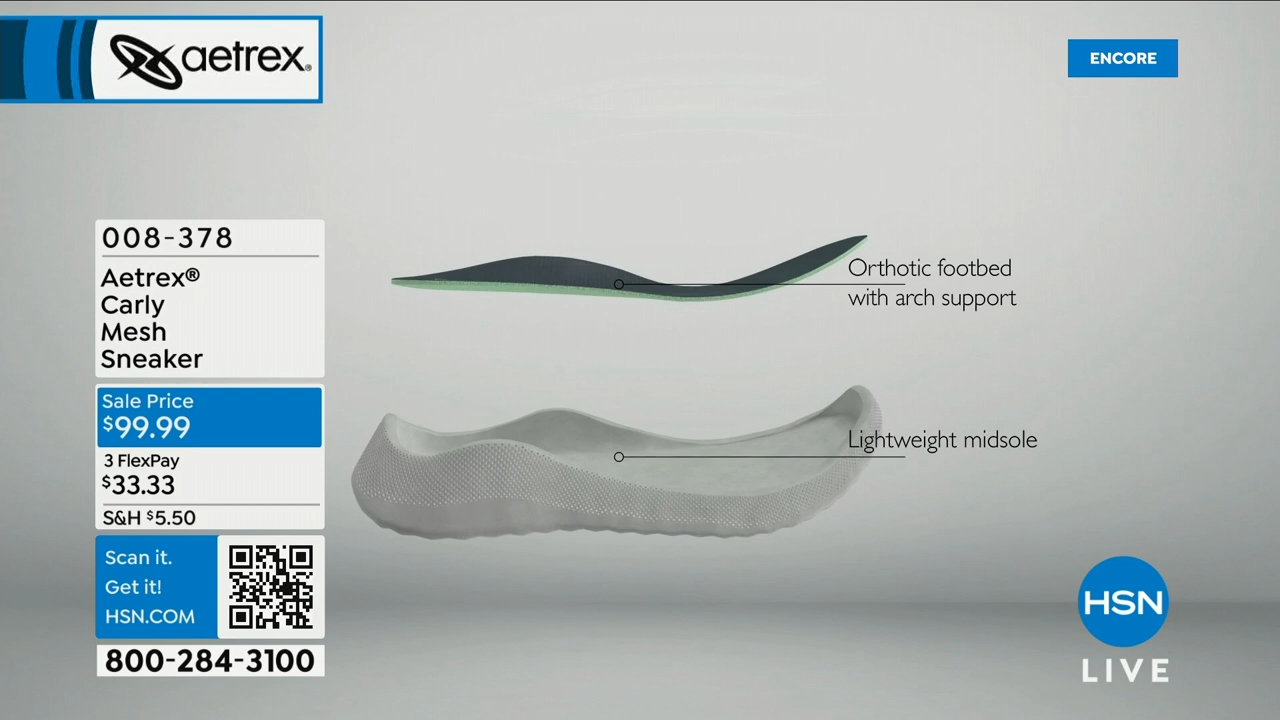 aetrex®
ENCORE
008-378
Aetrex®
Carly
Mesh
Sneaker
Sale Price
$99.99
3 FlexPay
$33.33
S&H $5.50
Scan it.
Get it!
HSN.COM
800-284-3100
Orthotic footbed
with arch support
Lightweight midsole
HSN
LIVE